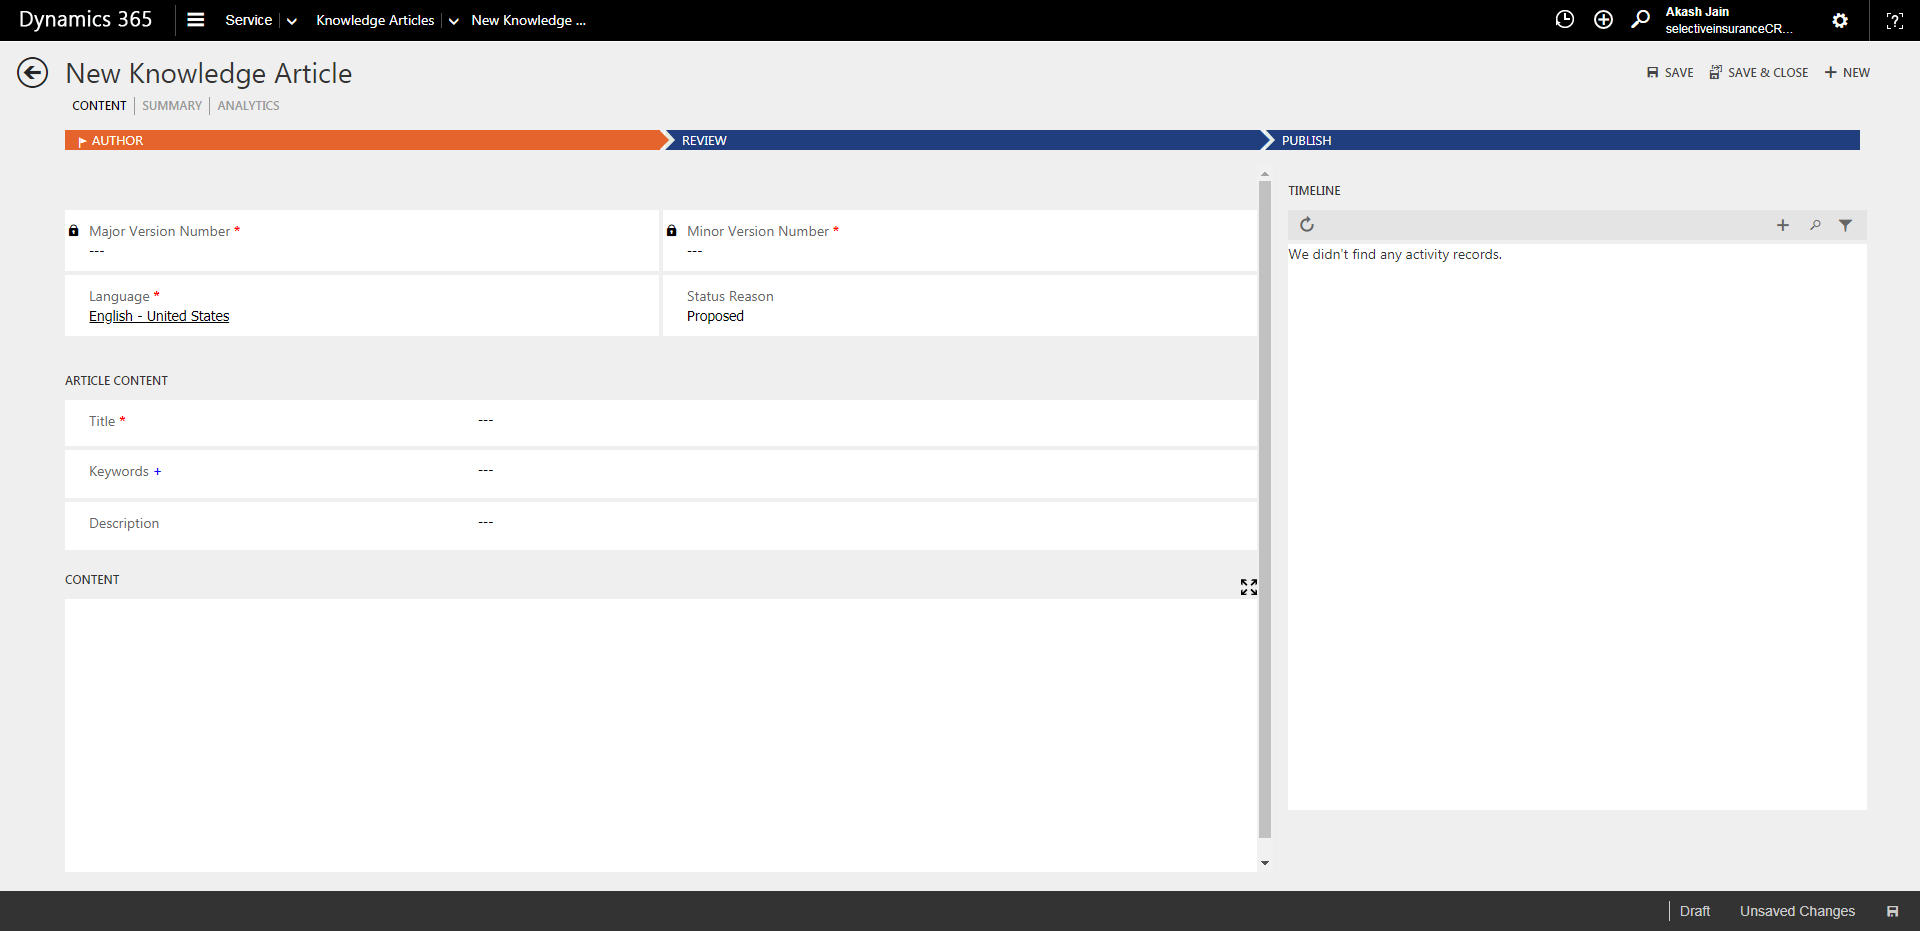 Dynamics 365 Service Knowledge Articles New Knowledge ... Akash Jain
selectiveinsuranceCR...
New Knowledge Article
SAVE SAVE & CLOSE + NEW
CONTENT SUMMARY ANALYTICS
AUTHOR REVIEW PUBLISH
TIMELINE
Major Version Number *
---
Minor Version Number *
---
We didn't find any activity records.
Language *
English - United States
Status Reason
Proposed
ARTICLE CONTENT
Title * ---
Keywords + ---
Description ---
CONTENT
Draft Unsaved Changes